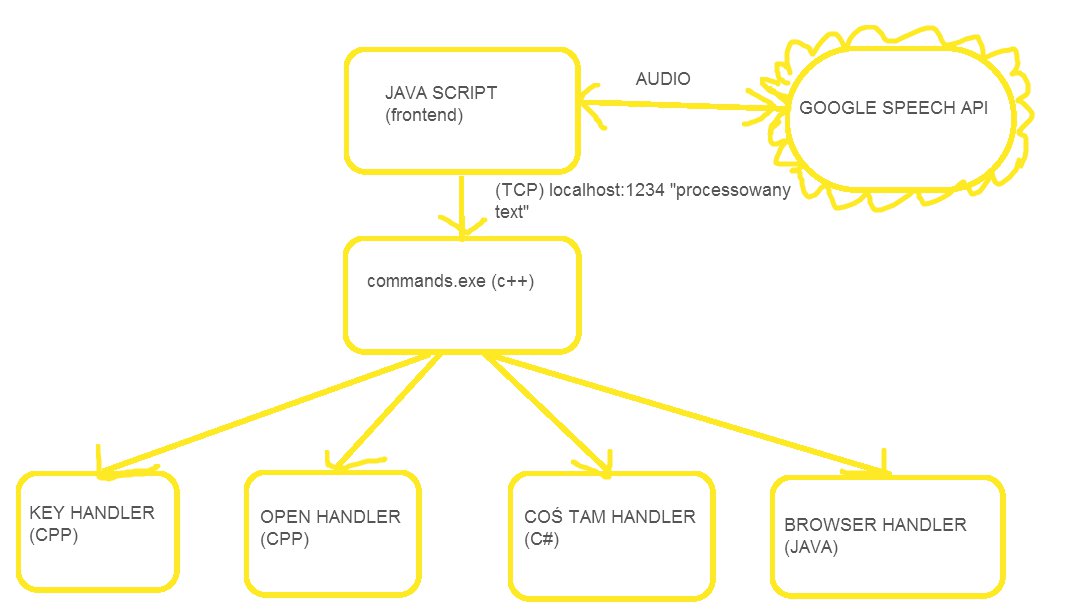 JAVA SCRIPT
(frontend)
AUDIO
GOOGLE SPEECH API
(TCP) localhost:1234 "processowany
text"
commands.exe (c++)
KEY HANDLER
(CPP)
OPEN HANDLER
(CPP)
COŚ TAM HANDLER
(C#)
BROWSER HANDLER
(JAVA)